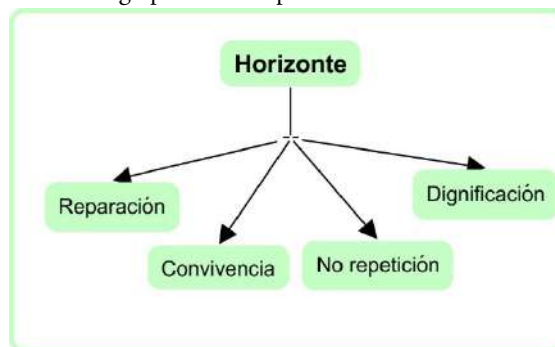 Horizonte
Reparación
Convivencia
No repetición
Dignificación